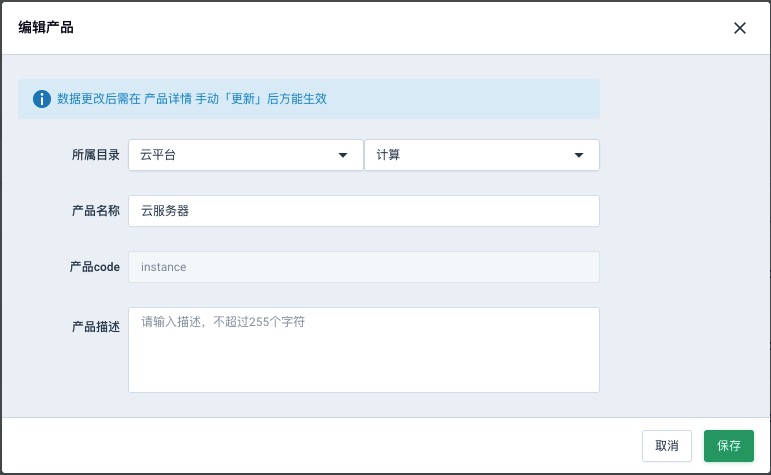 编辑产品
数据更改后需在 产品详情 手动「更新」后方能生效
所属目录 云平台 计算
产品名称 云服务器
产品code instance
产品描述 请输入描述，不超过255个字符
取消 保存